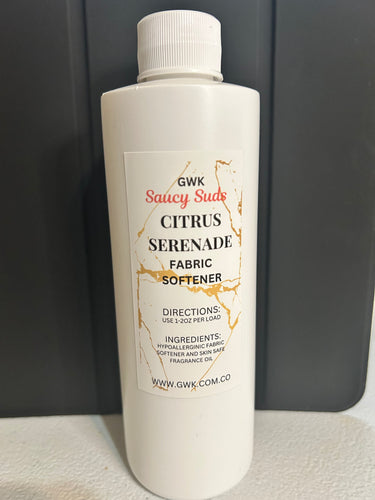 GWK
Saucy Suds
CITRUS
SERENADE
FABRIC
SOFTENER
DIRECTIONS:
USE 1-2OZ PER LOAD
INGREDIENTS:
HYPOALLERGINIC FABRIC
SOFTENER AND SKIN SAFE
FRAGRANCE OIL
WWW.GWK.COM.CO